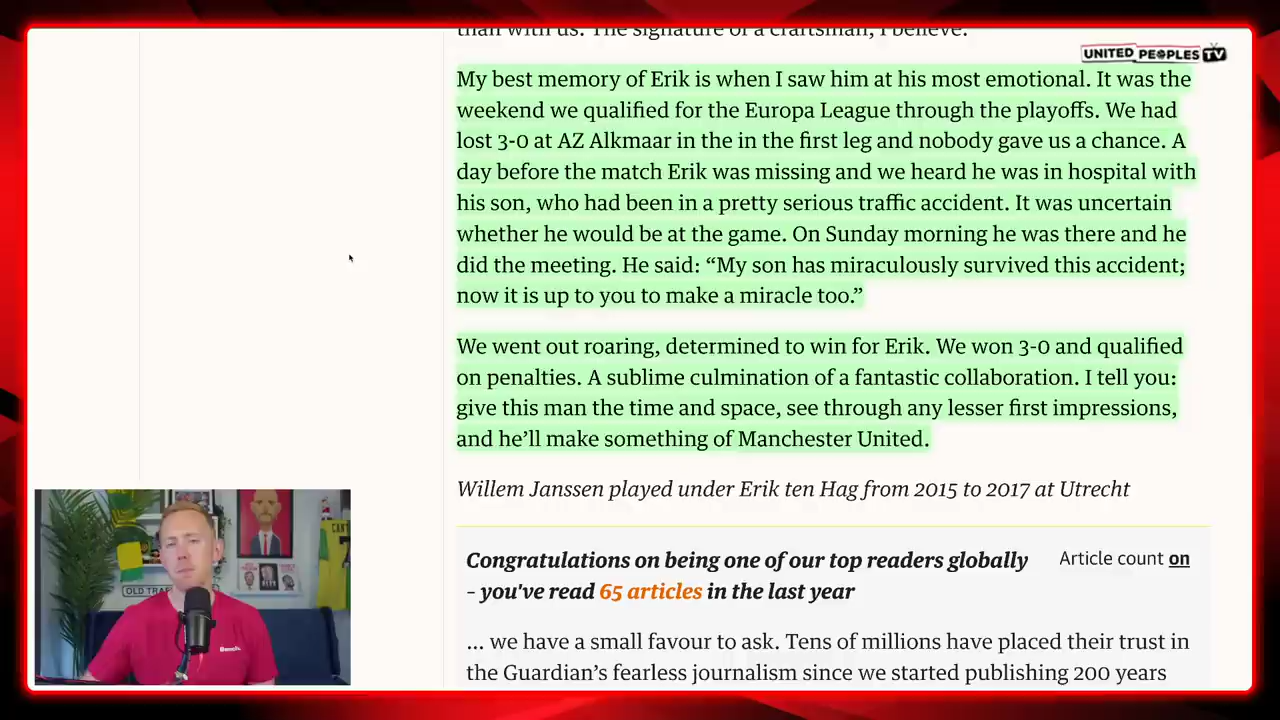 than with us. The signature of a craftsman, I believe.
UNITED PEOPLES TV
My best memory of Erik is when I saw him at his most emotional. It was the
weekend we qualified for the Europa League through the playoffs. We had
lost 3-0 at AZ Alkmaar in the in the first leg and nobody gave us a chance. A
day before the match Erik was missing and we heard he was in hospital with
his son, who had been in a pretty serious traffic accident. It was uncertain
whether he would be at the game. On Sunday morning he was there and he
did the meeting. He said: “My son has miraculously survived this accident;
now it is up to you to make a miracle too.”
We went out roaring, determined to win for Erik. We won 3-0 and qualified
on penalties. A sublime culmination of a fantastic collaboration. I tell you:
give this man the time and space, see through any lesser first impressions,
and he’ll make something of Manchester United.
Willem Janssen played under Erik ten Hag from 2015 to 2017 at Utrecht
Congratulations on being one of our top readers globally
– you've read 65 articles in the last year
Article count on
... we have a small favour to ask. Tens of millions have placed their trust in
the Guardian’s fearless journalism since we started publishing 200 years
OLD TRAF
CANT